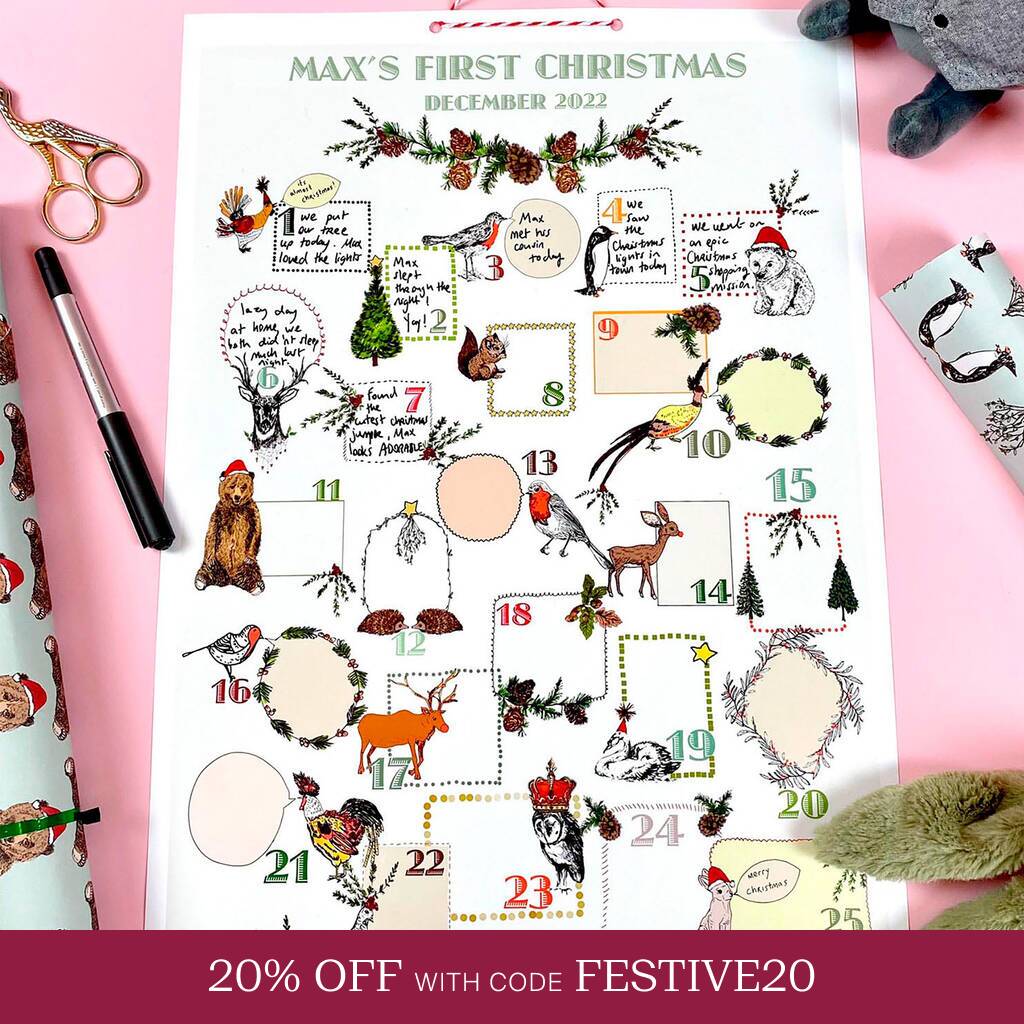 MAX'S FIRST CHRISTMAS
DECEMBER 2022
its
almost
christmas!
1 we put
our tree
up today. Max
loved the lights
Max
slept
through the
night!
Yay! 2
3
Max
met his
cousin
today
4 we
saw
the
Christmas
lights in
town today
we went on
an epic
Christmas
5 shopping
mission.
lazy day
at home, we
both didn't sleep
much last
night.
6
Found 7
the
cutest christmas
jumper, Max
looks ADORABLE
8
9
10
11
12
13
14
15
16
17
18
19
20
21
22
23
24
merry
christmas
25
20% OFF WITH CODE FESTIVE20